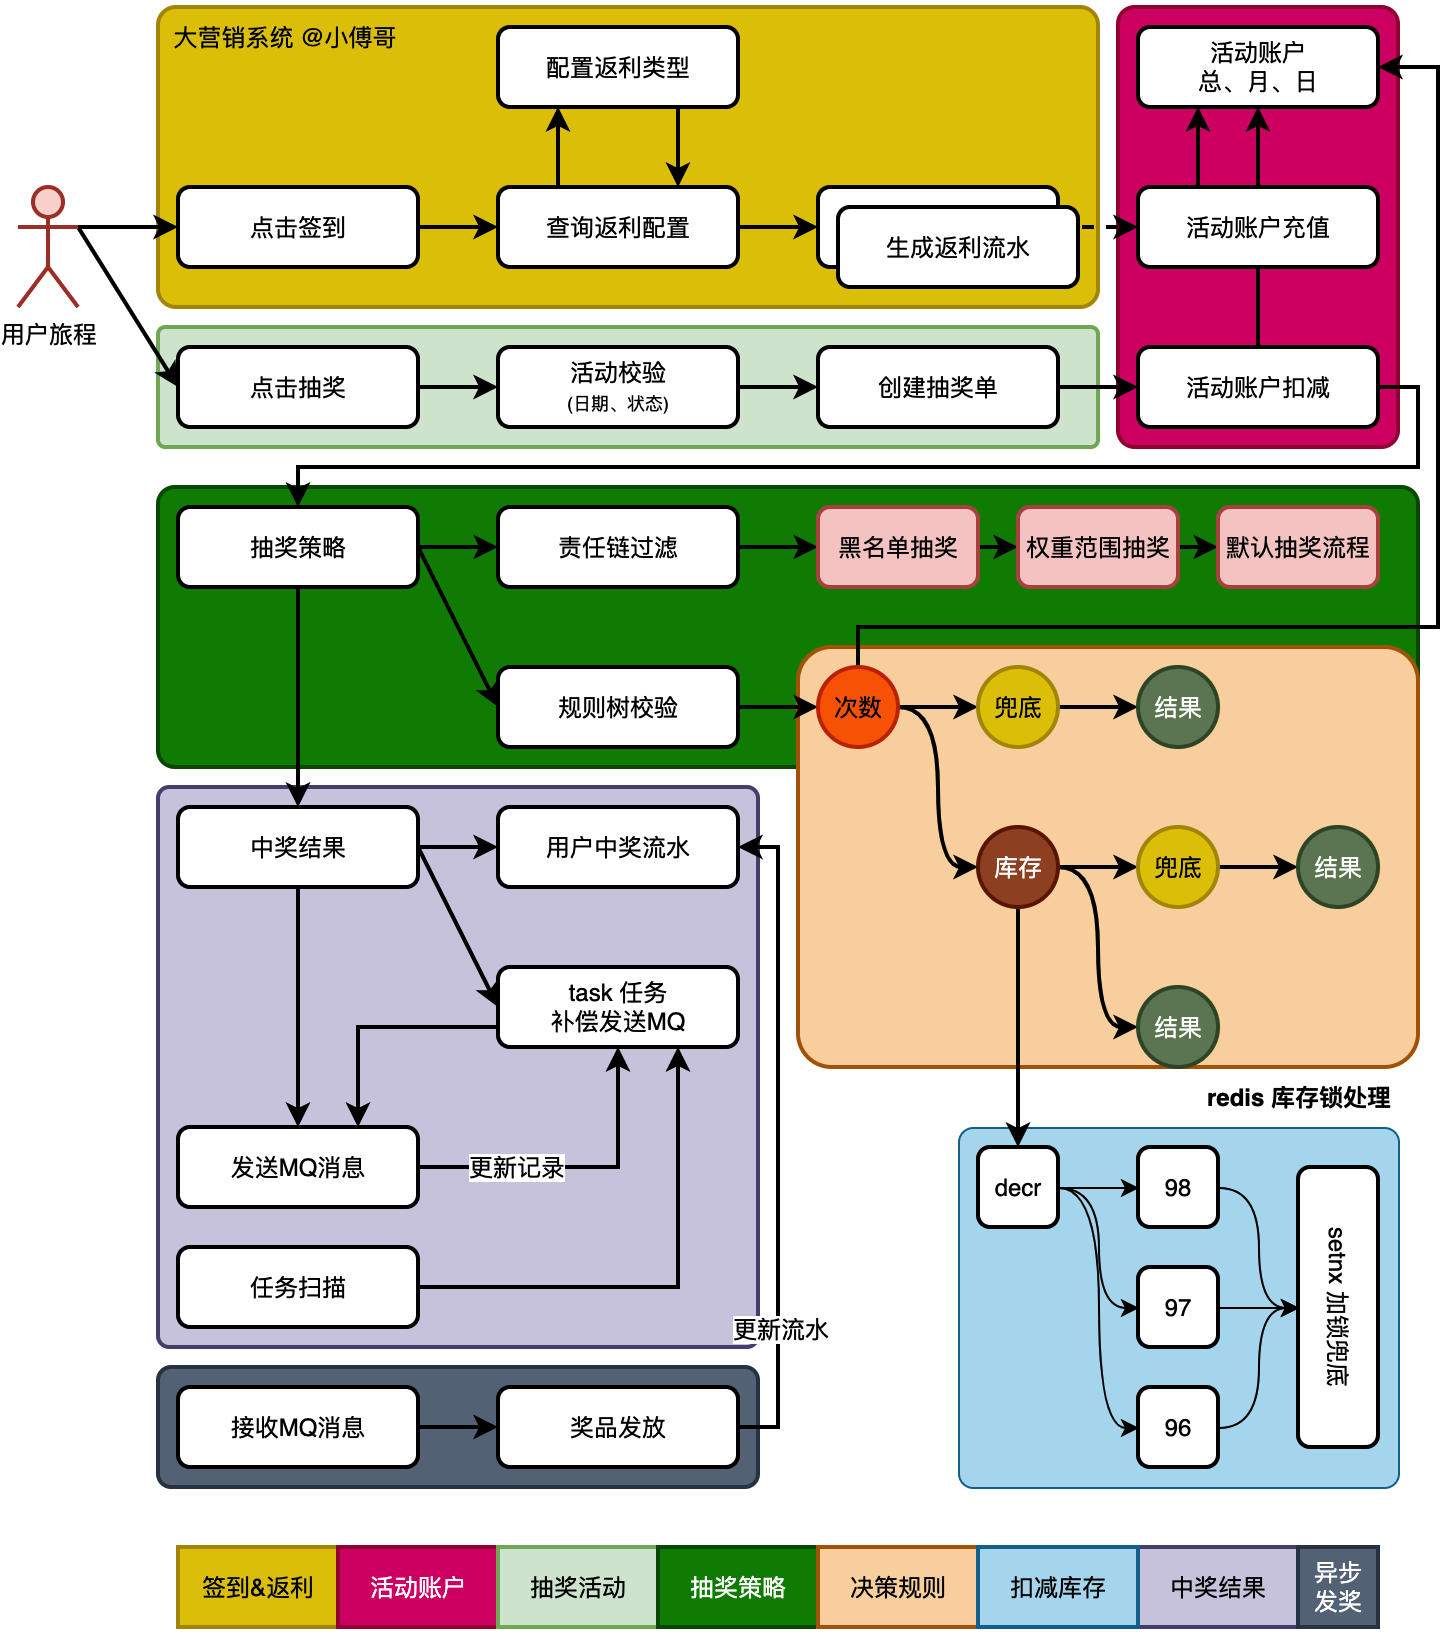 大营销系统 @小傅哥
配置返利类型
活动账户
总、月、日
点击签到
查询返利配置
生成返利流水
活动账户充值
用户旅程
点击抽奖
活动校验
(日期、状态)
创建抽奖单
活动账户扣减
抽奖策略
责任链过滤
黑名单抽奖
权重范围抽奖
默认抽奖流程
规则树校验
次数
兜底
结果
中奖结果
用户中奖流水
库存
兜底
结果
task 任务
补偿发送MQ
结果
redis 库存锁处理
发送MQ消息
更新记录
decr
98
setnx 加锁兜底
任务扫描
97
更新流水
接收MQ消息
奖品发放
96
签到&返利
活动账户
抽奖活动
抽奖策略
决策规则
扣减库存
中奖结果
异步
发奖